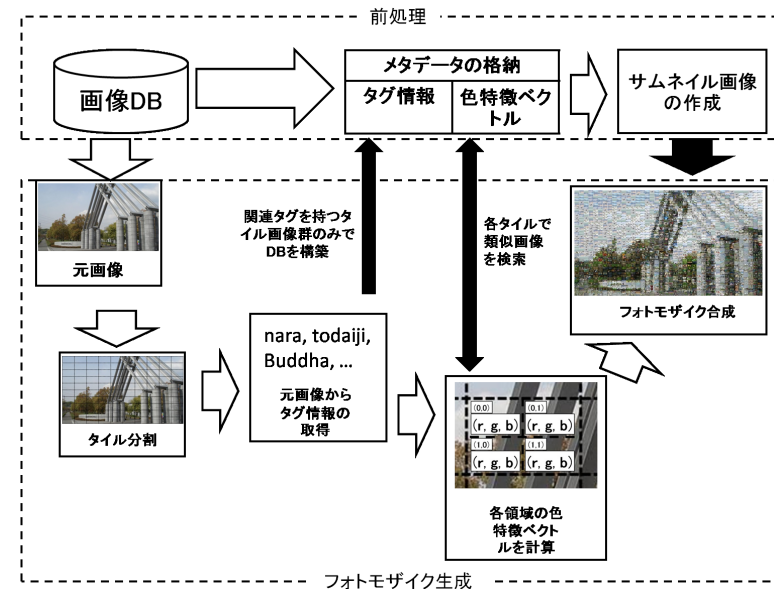 前処理
画像DB
メタデータの格納
タグ情報
色特徴ベク
トル
サムネイル画像
の作成
元画像
関連タグを持つタ
イル画像群のみで
DBを構築
各タイルで
類似画像
を検索
フォトモザイク合成
タイル分割
nara, todaiji,
Buddha, ...
元画像から
タグ情報の
取得
(0,0)
(0,1)
(r, g, b)
(r, g, b)
(1,0)
(1,1)
(r, g, b)
(r, g, b)
各領域の色
特徴ベクト
ルを計算
フォトモザイク生成